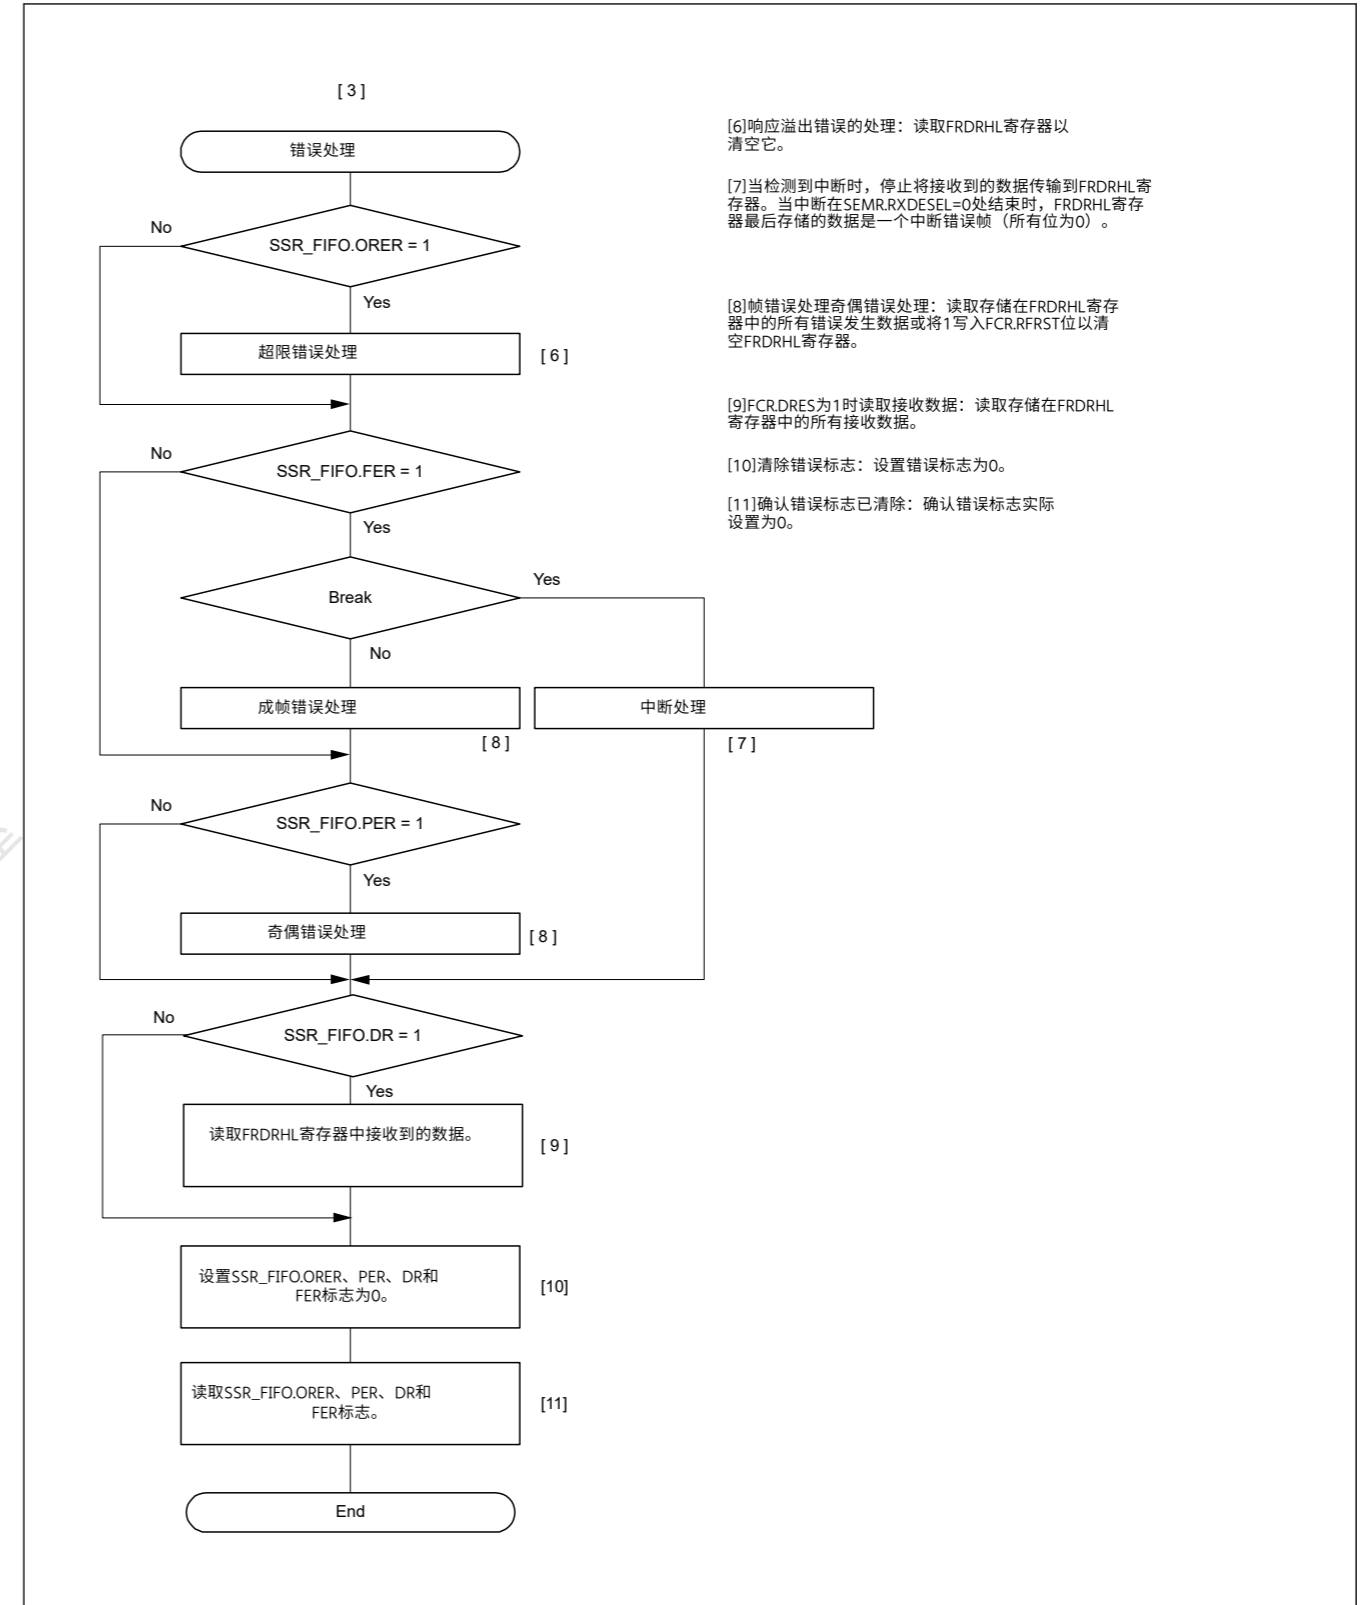 [ 3 ]
错误处理
No
SSR_FIFO.ORER = 1
Yes
超限错误处理
[ 6 ]
No
SSR_FIFO.FER = 1
Yes
Break
Yes
No
成帧错误处理
[ 8 ]
中断处理
[ 7 ]
No
SSR_FIFO.PER = 1
Yes
奇偶错误处理
[ 8 ]
No
SSR_FIFO.DR = 1
Yes
读取FRDRHL寄存器中接收到的数据。
[ 9 ]
设置SSR_FIFO.ORER、PER、DR和
FER标志为0。
[10]
读取SSR_FIFO.ORER、PER、DR和
FER标志。
[11]
End
[6]响应溢出错误的处理：读取FRDRHL寄存器以
清空它。
[7]当检测到中断时，停止将接收到的数据传输到FRDRHL寄
存器。当中断在SEMR.RXDESEL=0处结束时，FRDRHL寄存
器最后存储的数据是一个中断错误帧（所有位为0）。
[8]帧错误处理奇偶错误处理：读取存储在FRDRHL寄存
器中的所有错误发生数据或将1写入FCR.RFRST位以清
空FRDRHL寄存器。
[9]FCR.DRES为1时读取接收数据：读取存储在FRDRHL
寄存器中的所有接收数据。
[10]清除错误标志：设置错误标志为0。
[11]确认错误标志已清除：确认错误标志实际
设置为0。